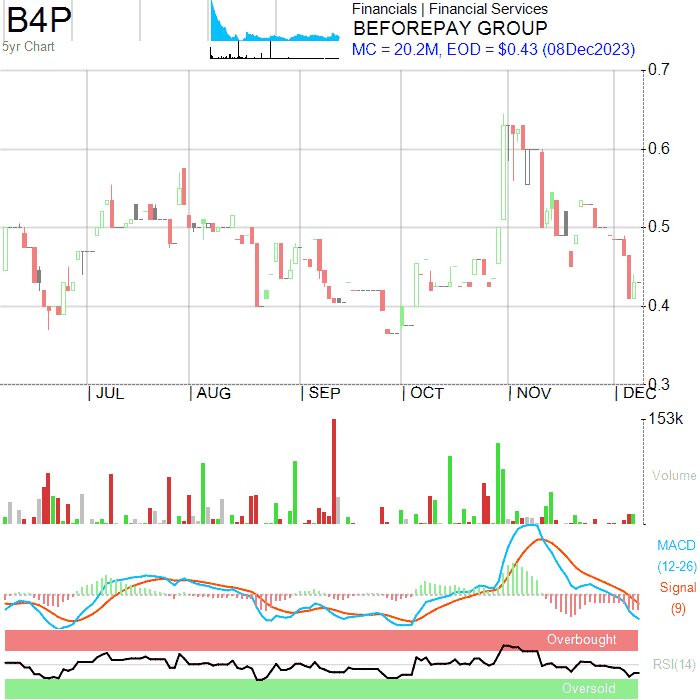 B4P
5yr Chart
Financials | Financial Services
BEFOREPAY GROUP
MC = 20.2M, EOD = $0.43 (08Dec2023)
0.7
0.6
0.5
0.4
0.3
| JUL | AUG | SEP | OCT | NOV | DEC
153k
Volume
MACD
(12-26)
Signal
(9)
Overbought
RSI(14)
Oversold